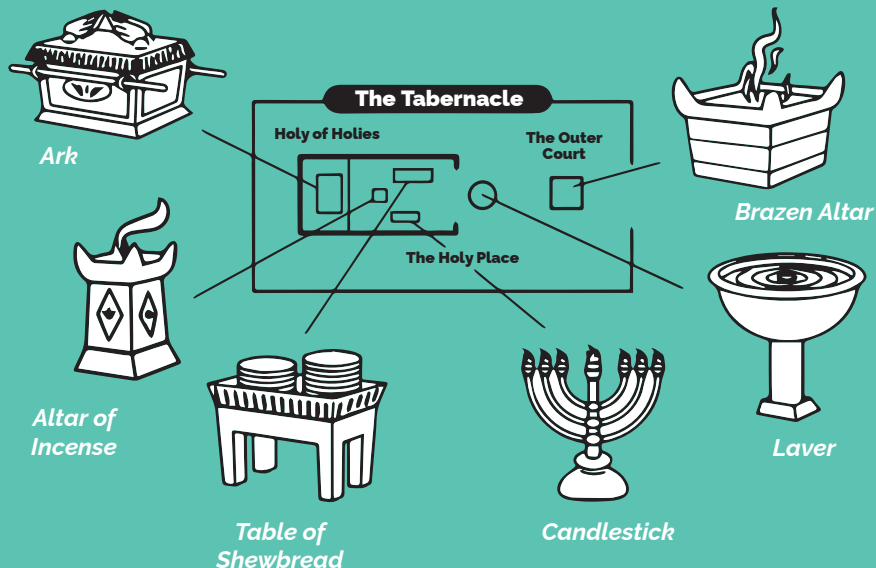 The Tabernacle
Holy of Holies
The Outer
Court
Ark
Brazen Altar
The Holy Place
Altar of
Incense
Laver
Table of
Shewbread
Candlestick